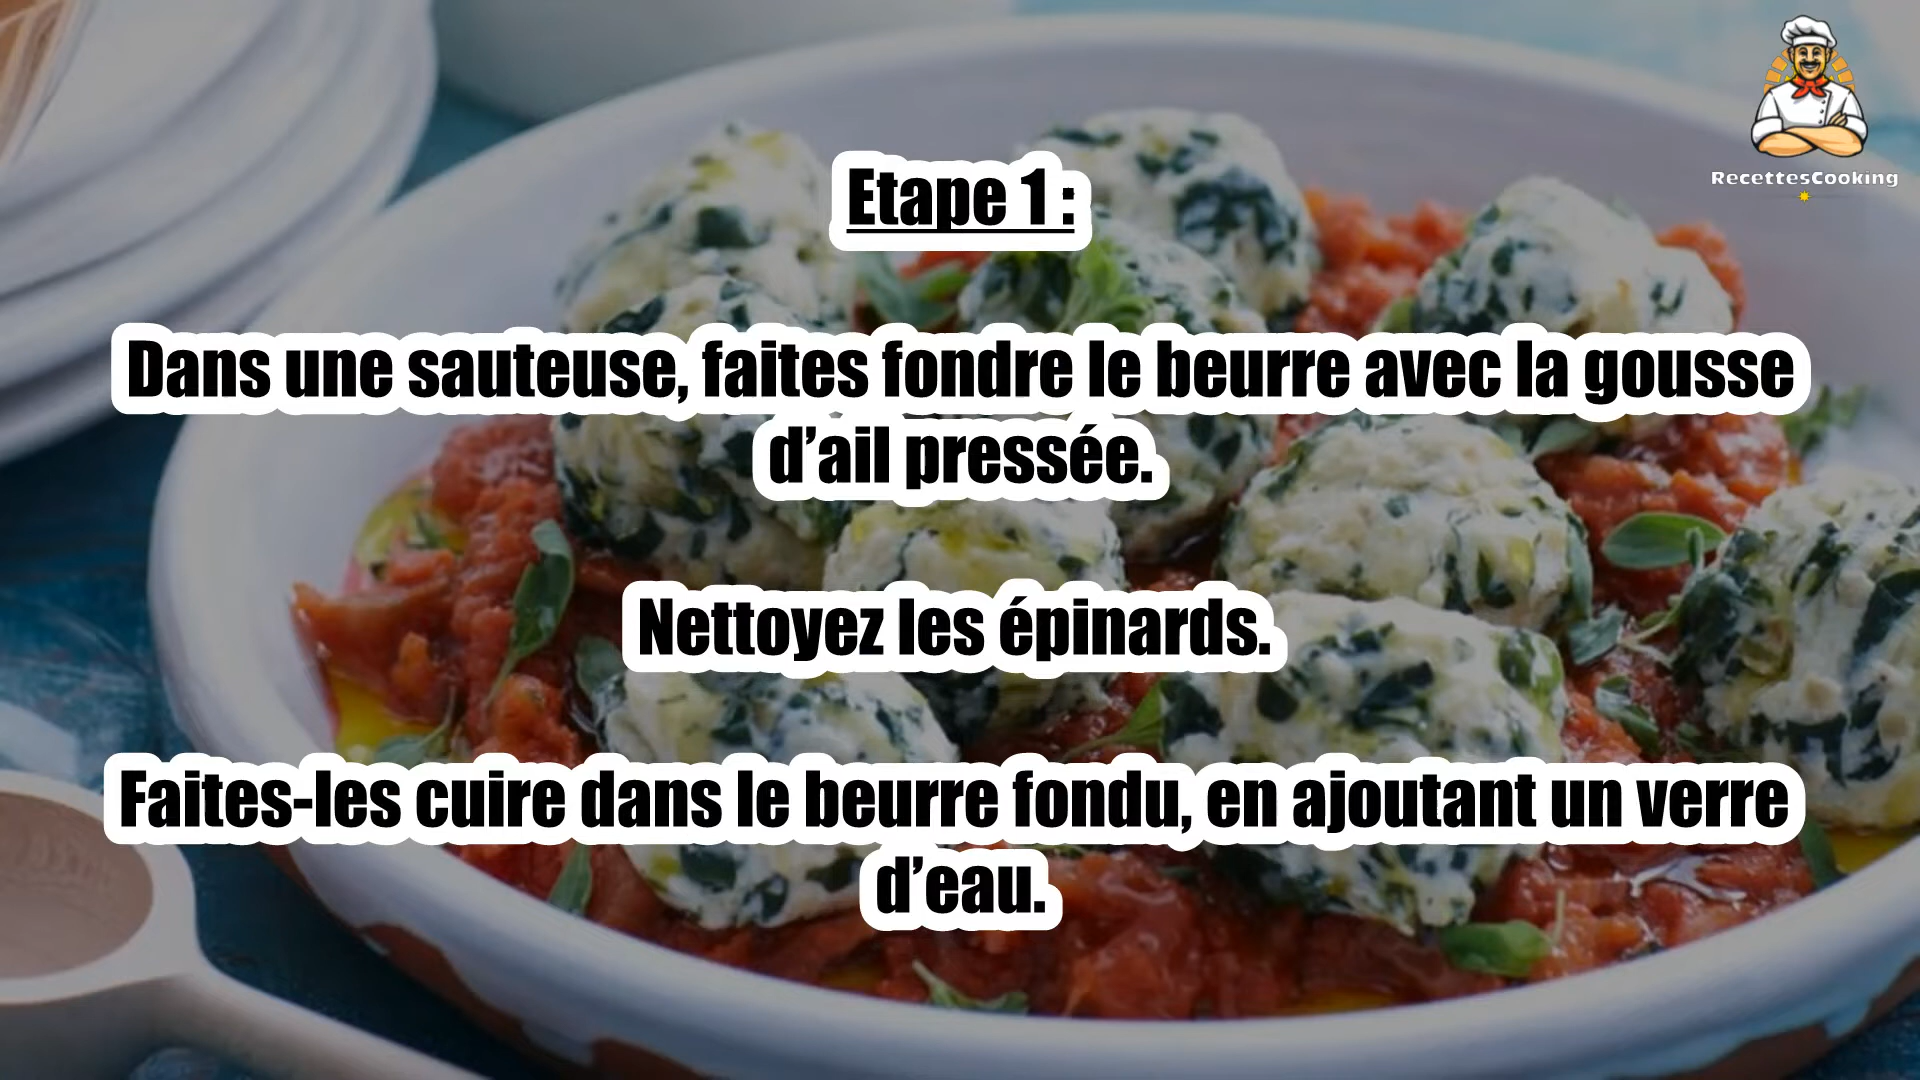 RecettesCooking
Etape 1 :
Dans une sauteuse, faites fondre le beurre avec la gousse
d’ail pressée.
Nettoyez les épinards.
Faites-les cuire dans le beurre fondu, en ajoutant un verre
d’eau.